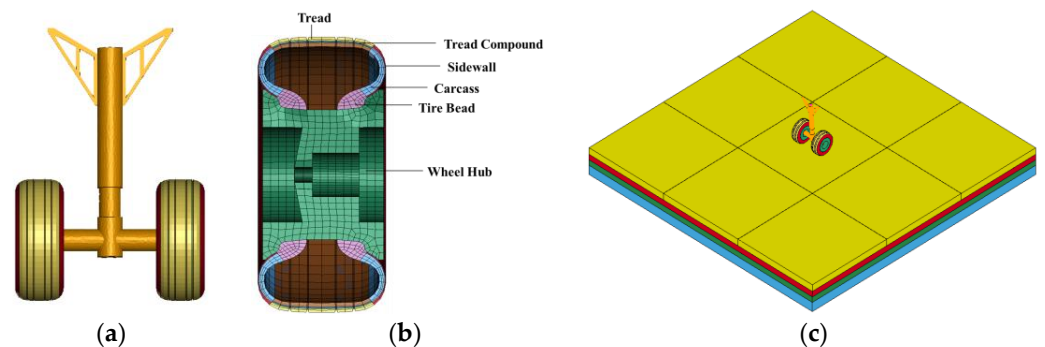 Tread
Tread Compound
Sidewall
Carcass
Tire Bead
Wheel Hub
(a)
(b)
(c)